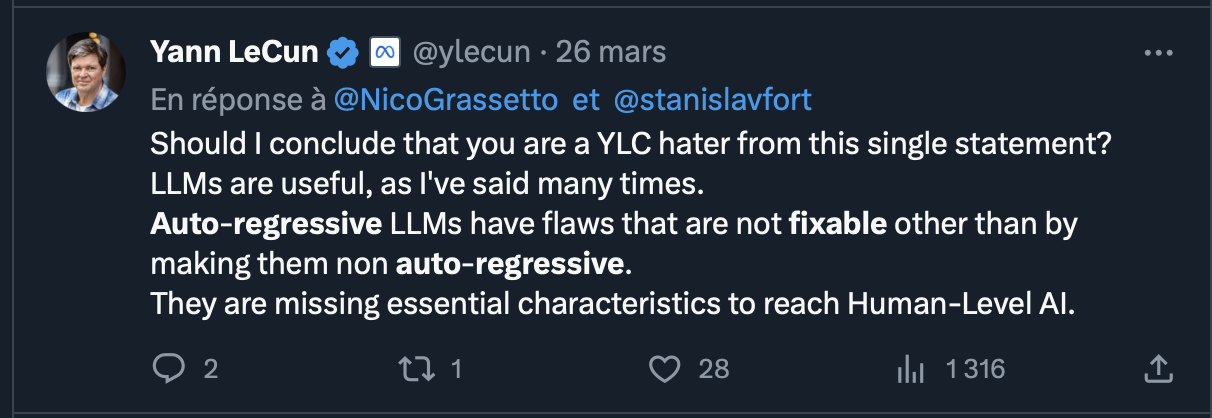 Yann LeCun @ylecun · 26 mars
En réponse à @NicoGrassetto et @stanislavfort
Should I conclude that you are a YLC hater from this single statement?
LLMs are useful, as I've said many times.
Auto-regressive LLMs have flaws that are not fixable other than by
making them non auto-regressive.
They are missing essential characteristics to reach Human-Level AI.
2 1 28 1 316